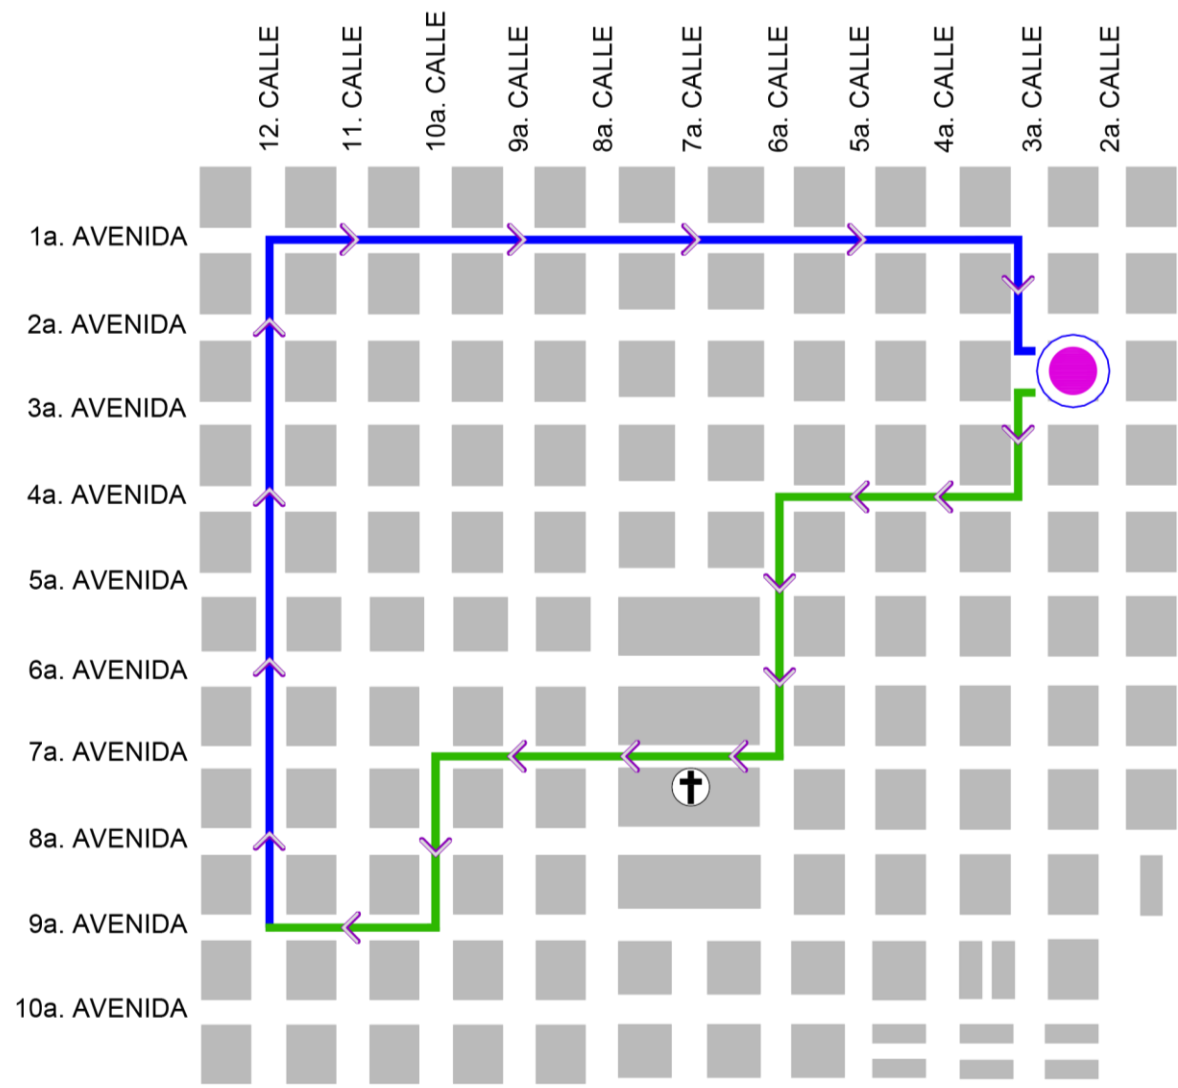 12. CALLE
11. CALLE
10a. CALLE
9a. CALLE
8a. CALLE
7a. CALLE
6a. CALLE
5a. CALLE
4a. CALLE
3a. CALLE
2a. CALLE
1a. AVENIDA
2a. AVENIDA
3a. AVENIDA
4a. AVENIDA
5a. AVENIDA
6a. AVENIDA
7a. AVENIDA
8a. AVENIDA
9a. AVENIDA
10a. AVENIDA